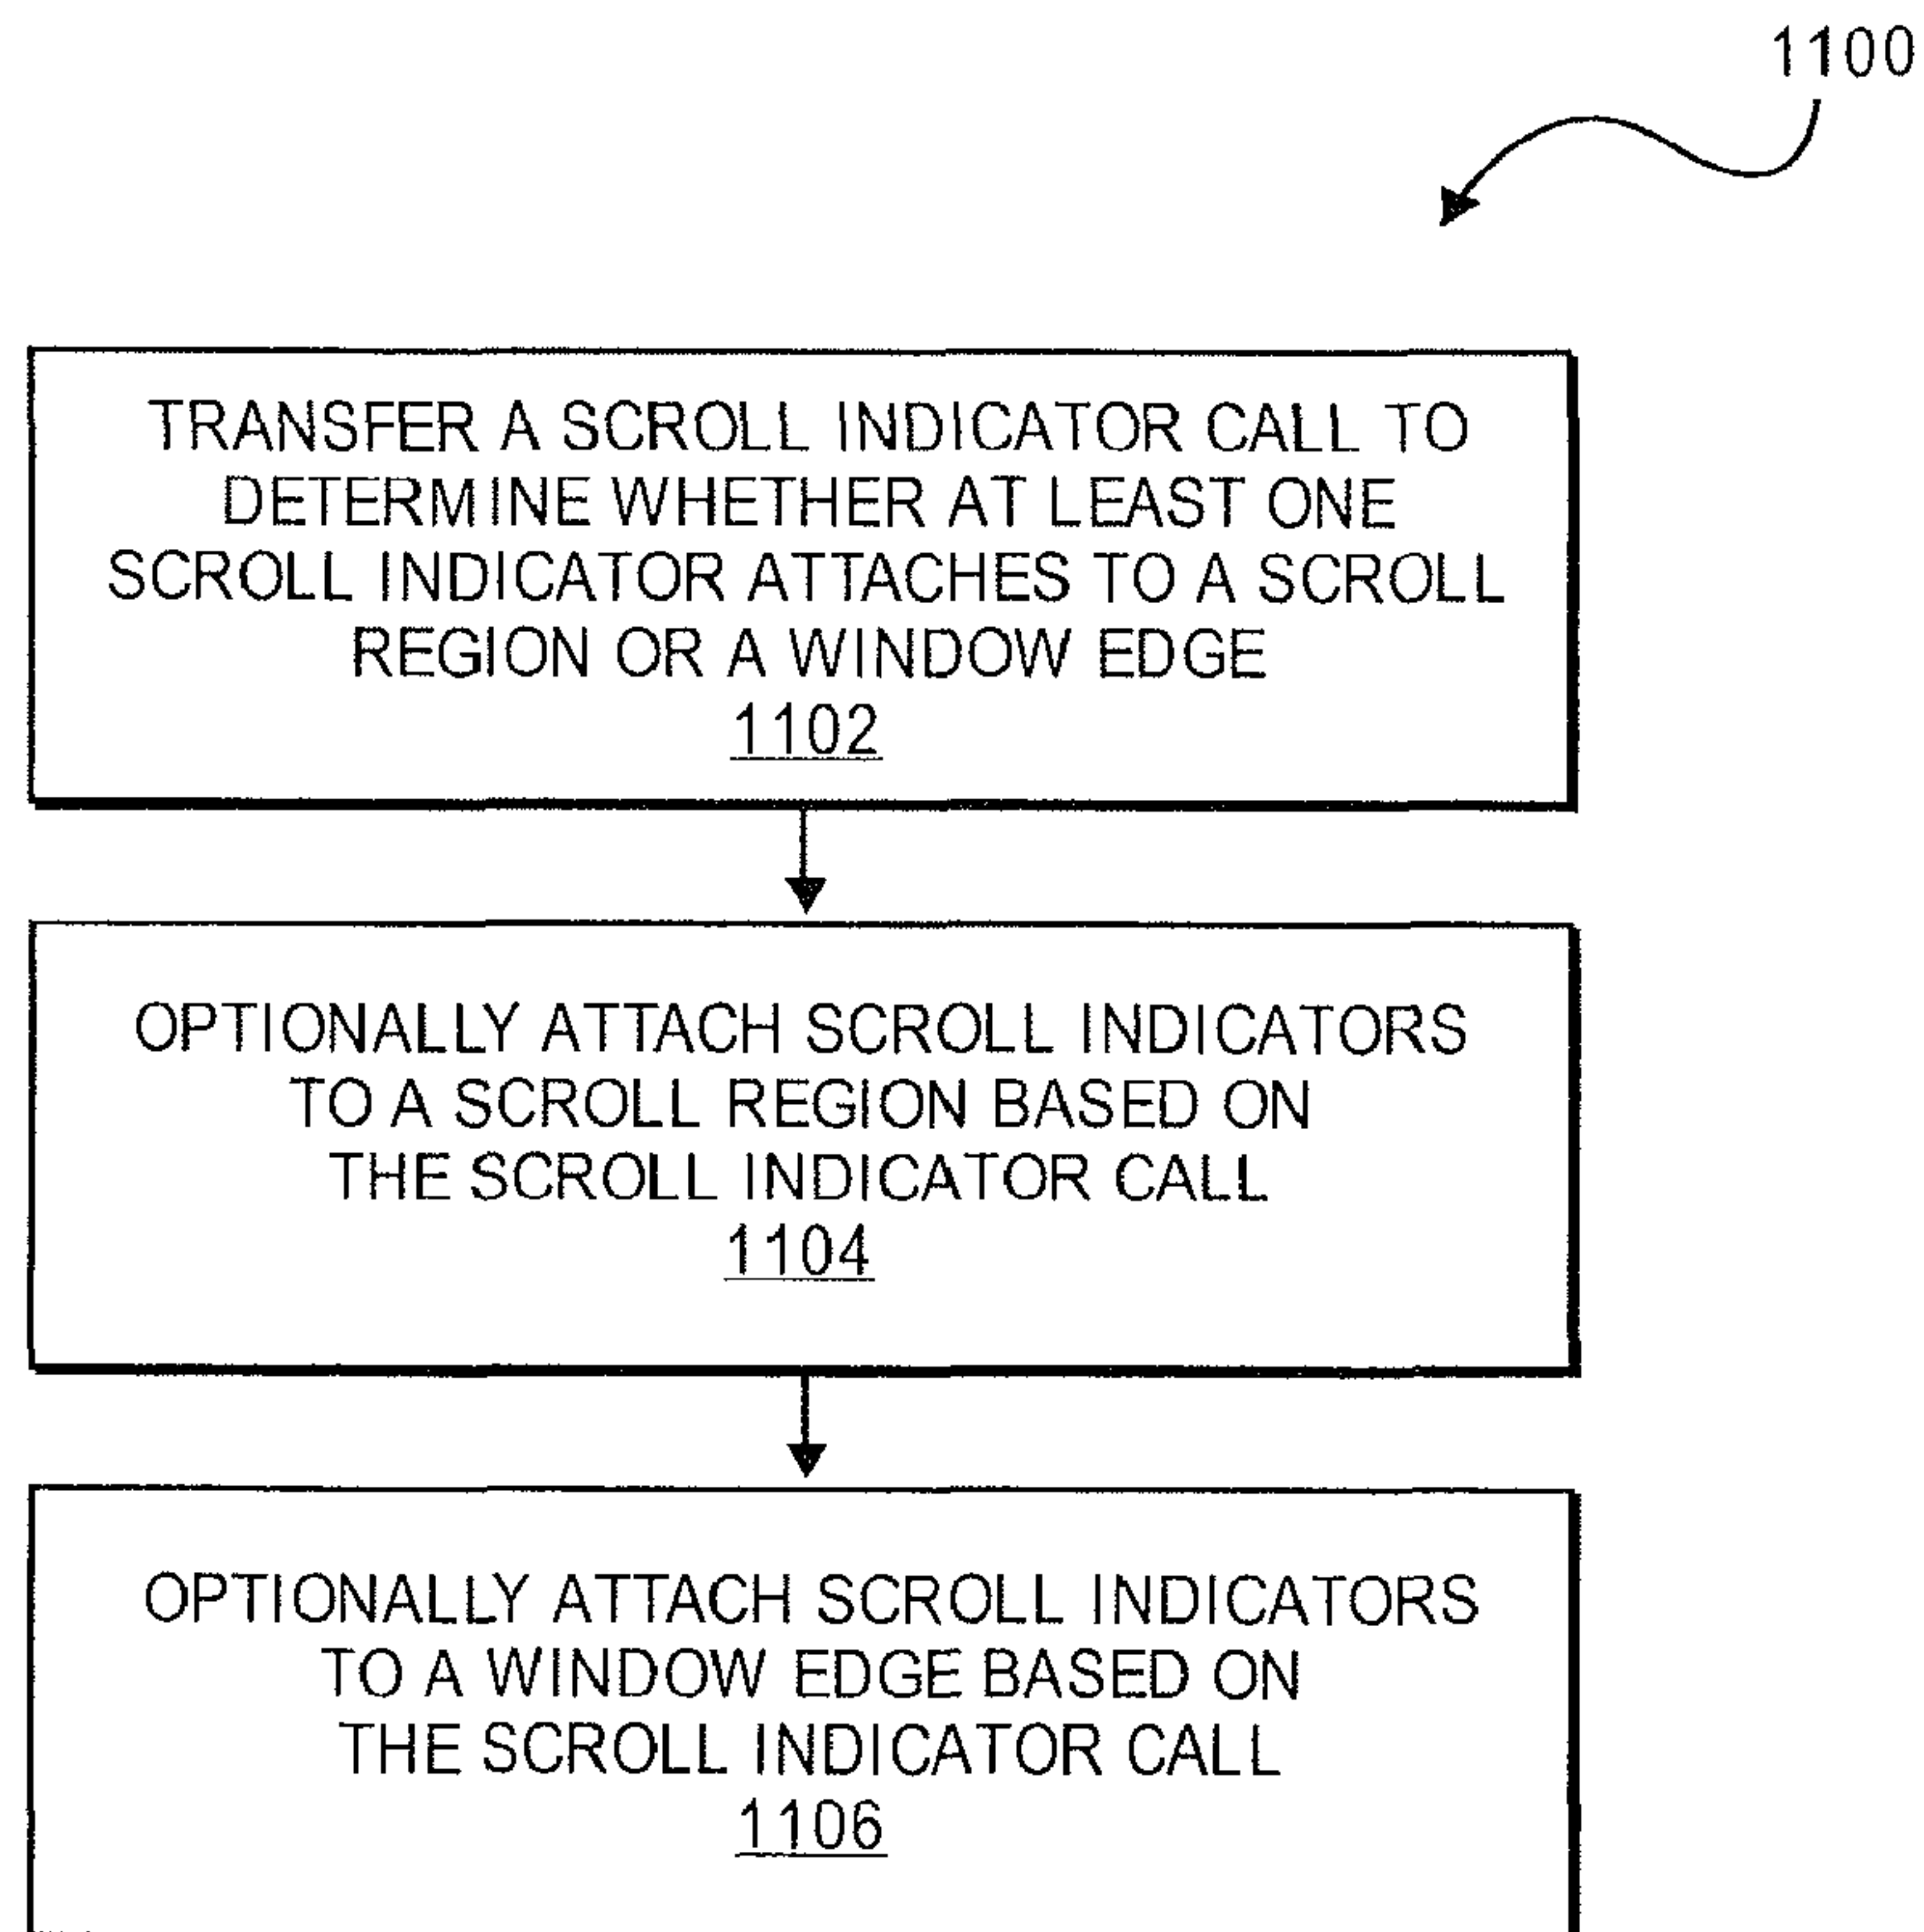 1100
TRANSFER A SCROLL INDICATOR CALL TO
DETERMINE WHETHER AT LEAST ONE
SCROLL INDICATOR ATTACHES TO A SCROLL
REGION OR A WINDOW EDGE
1102
OPTIONALLY ATTACH SCROLL INDICATORS
TO A SCROLL REGION BASED ON
THE SCROLL INDICATOR CALL
1104
OPTIONALLY ATTACH SCROLL INDICATORS
TO A WINDOW EDGE BASED ON
THE SCROLL INDICATOR CALL
1106